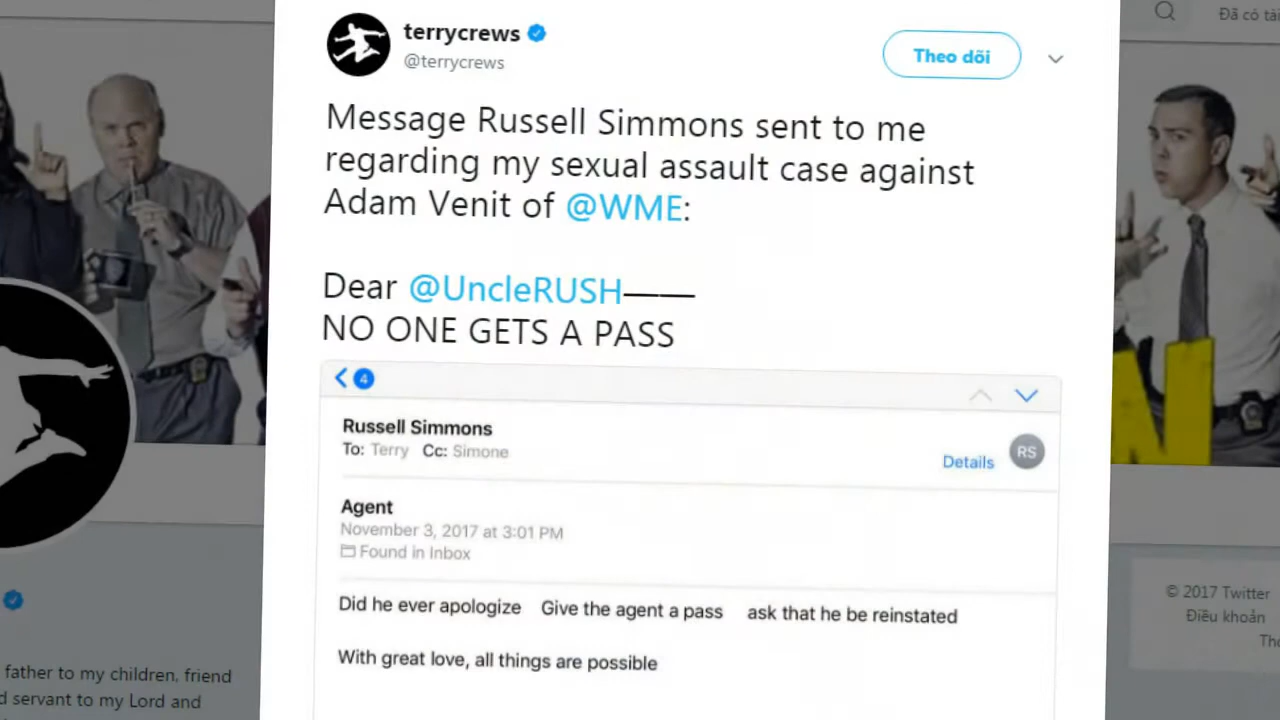 terrycrews
@terrycrews
Theo dõi
Message Russell Simmons sent to me
regarding my sexual assault case against
Adam Venit of @WME:
Dear @UncleRUSH——
NO ONE GETS A PASS
4
Russell Simmons
To: Terry Cc: Simone
Details
RS
Agent
November 3, 2017 at 3:01 PM
Found in Inbox
Did he ever apologize Give the agent a pass ask that he be reinstated
With great love, all things are possible
father to my children, friend
servant to my Lord and
Đã có tài
© 2017 Twitter
Điều khoản